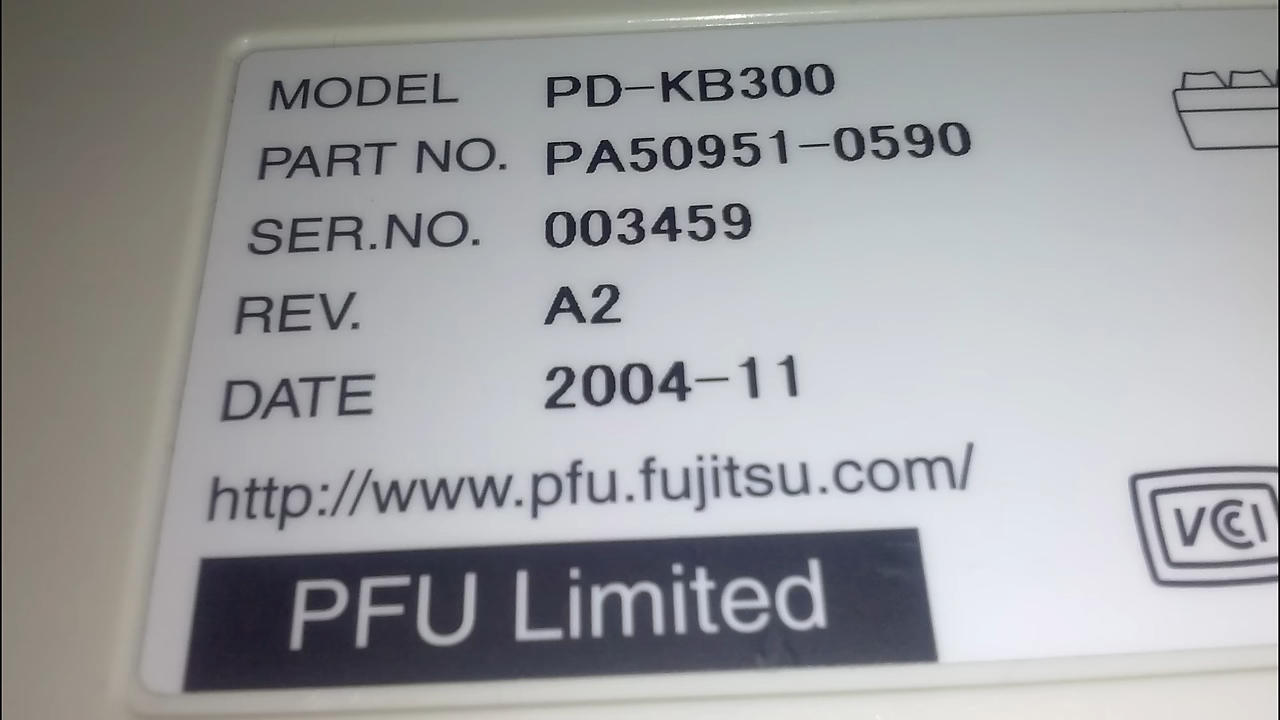 MODEL PD-KB300
PART NO. PA50951-0590
SER.NO. 003459
REV. A2
DATE 2004-11
http://www.pfu.fujitsu.com/
PFU Limited
VCCI